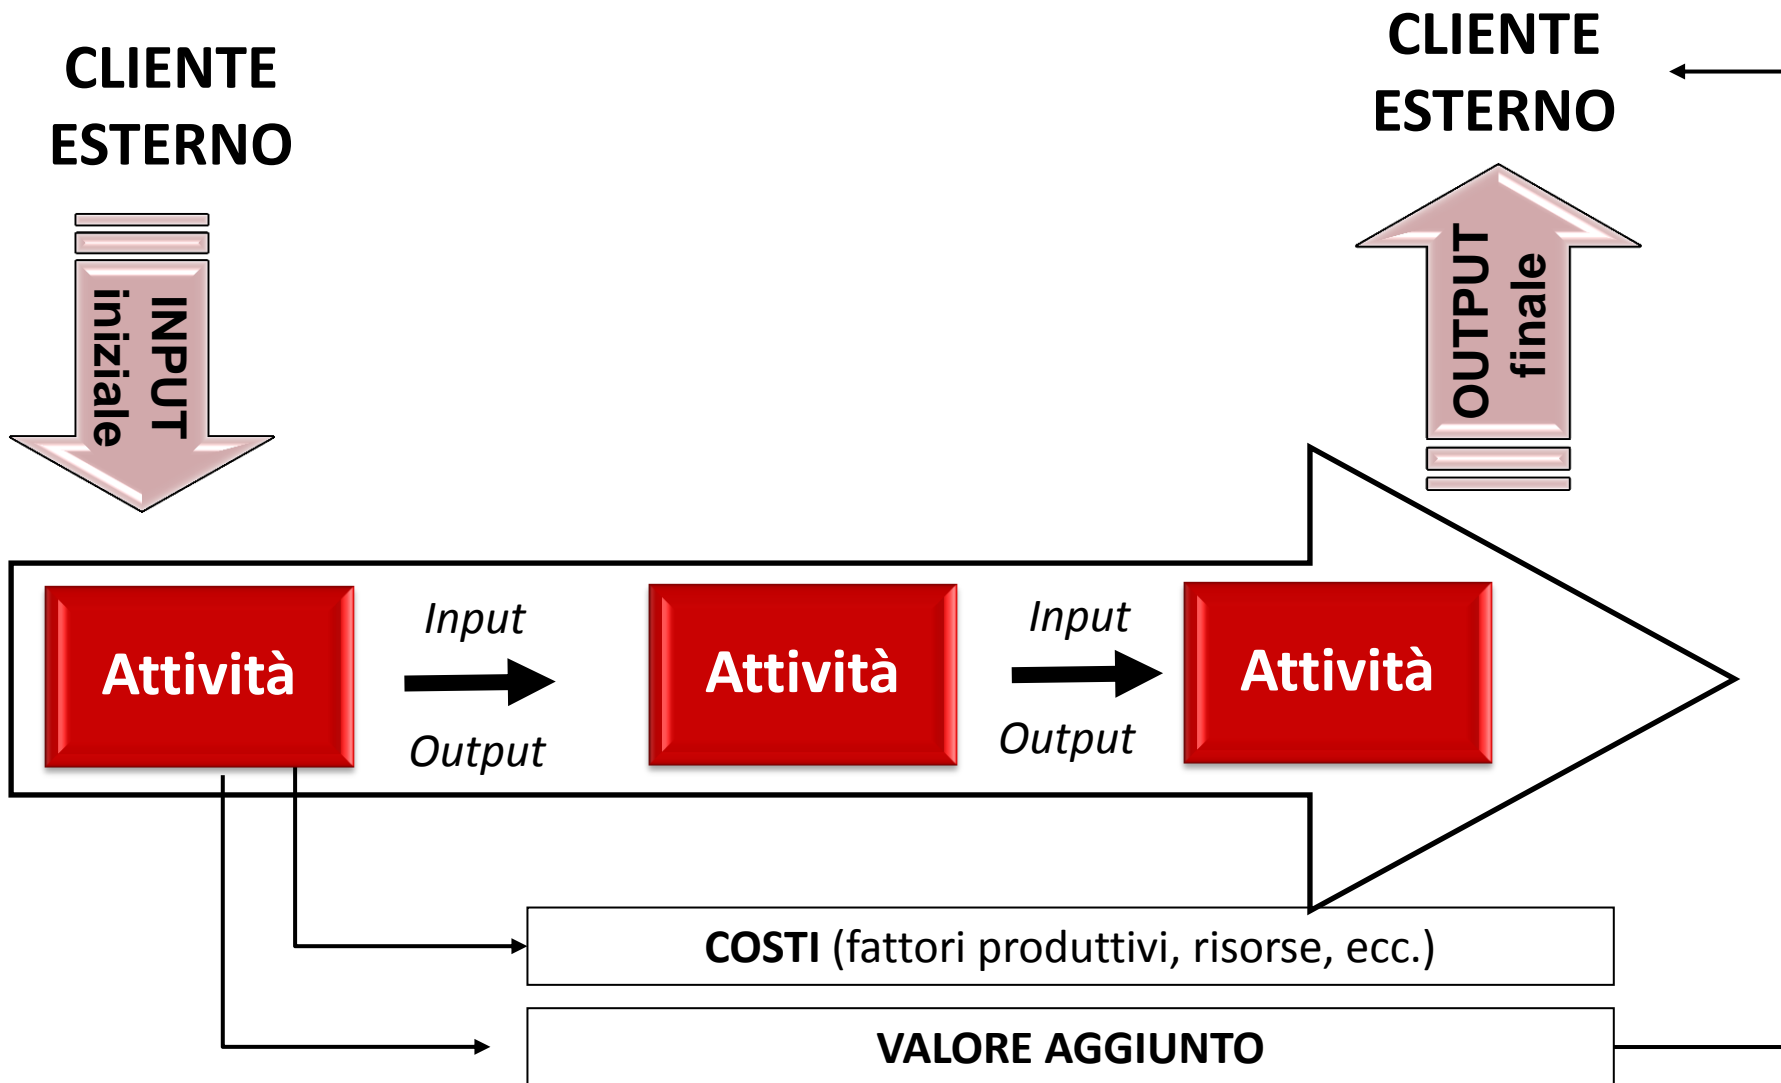 CLIENTE
ESTERNO
CLIENTE
ESTERNO
INPUT
iniziale
OUTPUT
finale
Attività
Input
Output
Attività
Input
Output
Attività
COSTI (fattori produttivi, risorse, ecc.)
VALORE AGGIUNTO